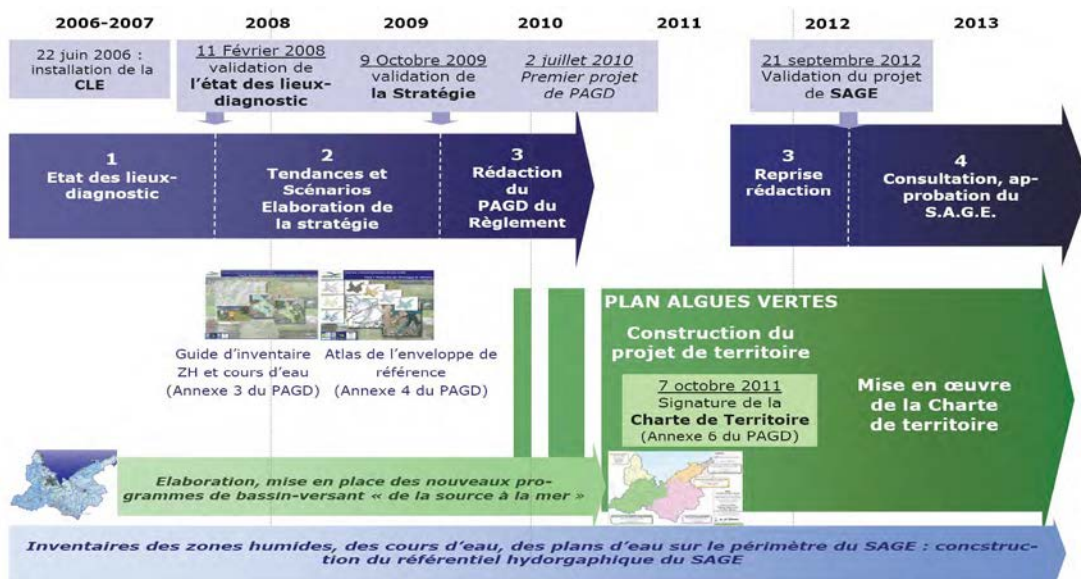 2006-2007 2008 2009 2010 2011 2012 2013
22 juin 2006 :
installation de la
CLE
11 Février 2008
validation de
l'état des lieux-
diagnostic
9 Octobre 2009
validation de
la Stratégie
2 juillet 2010
Premier projet
de PAGD
21 septembre 2012
Validation du projet
de SAGE
1
Etat des lieux-
diagnostic
2
Tendances et
Scénarios
Elaboration de
la stratégie
3
Rédaction
du
PAGD du
Règlement
3
Reprise
rédaction
4
Consultation, ap-
probation du
S.A.G.E.
Guide d'inventaire
ZH et cours d'eau
(Annexe 3 du PAGD)
Atlas de l'enveloppe de
référence
(Annexe 4 du PAGD)
PLAN ALGUES VERTES
Construction du
projet de territoire
7 octobre 2011
Signature de la
Charte de Territoire
(Annexe 6 du PAGD)
Mise en œuvre
de la Charte
de territoire
Elaboration, mise en place des nouveaux pro-
grammes de bassin-versant « de la source à la mer »
Inventaires des zones humides, des cours d'eau, des plans d'eau sur le périmètre du SAGE : concstruc-
tion du référentiel hydorgaphique du SAGE